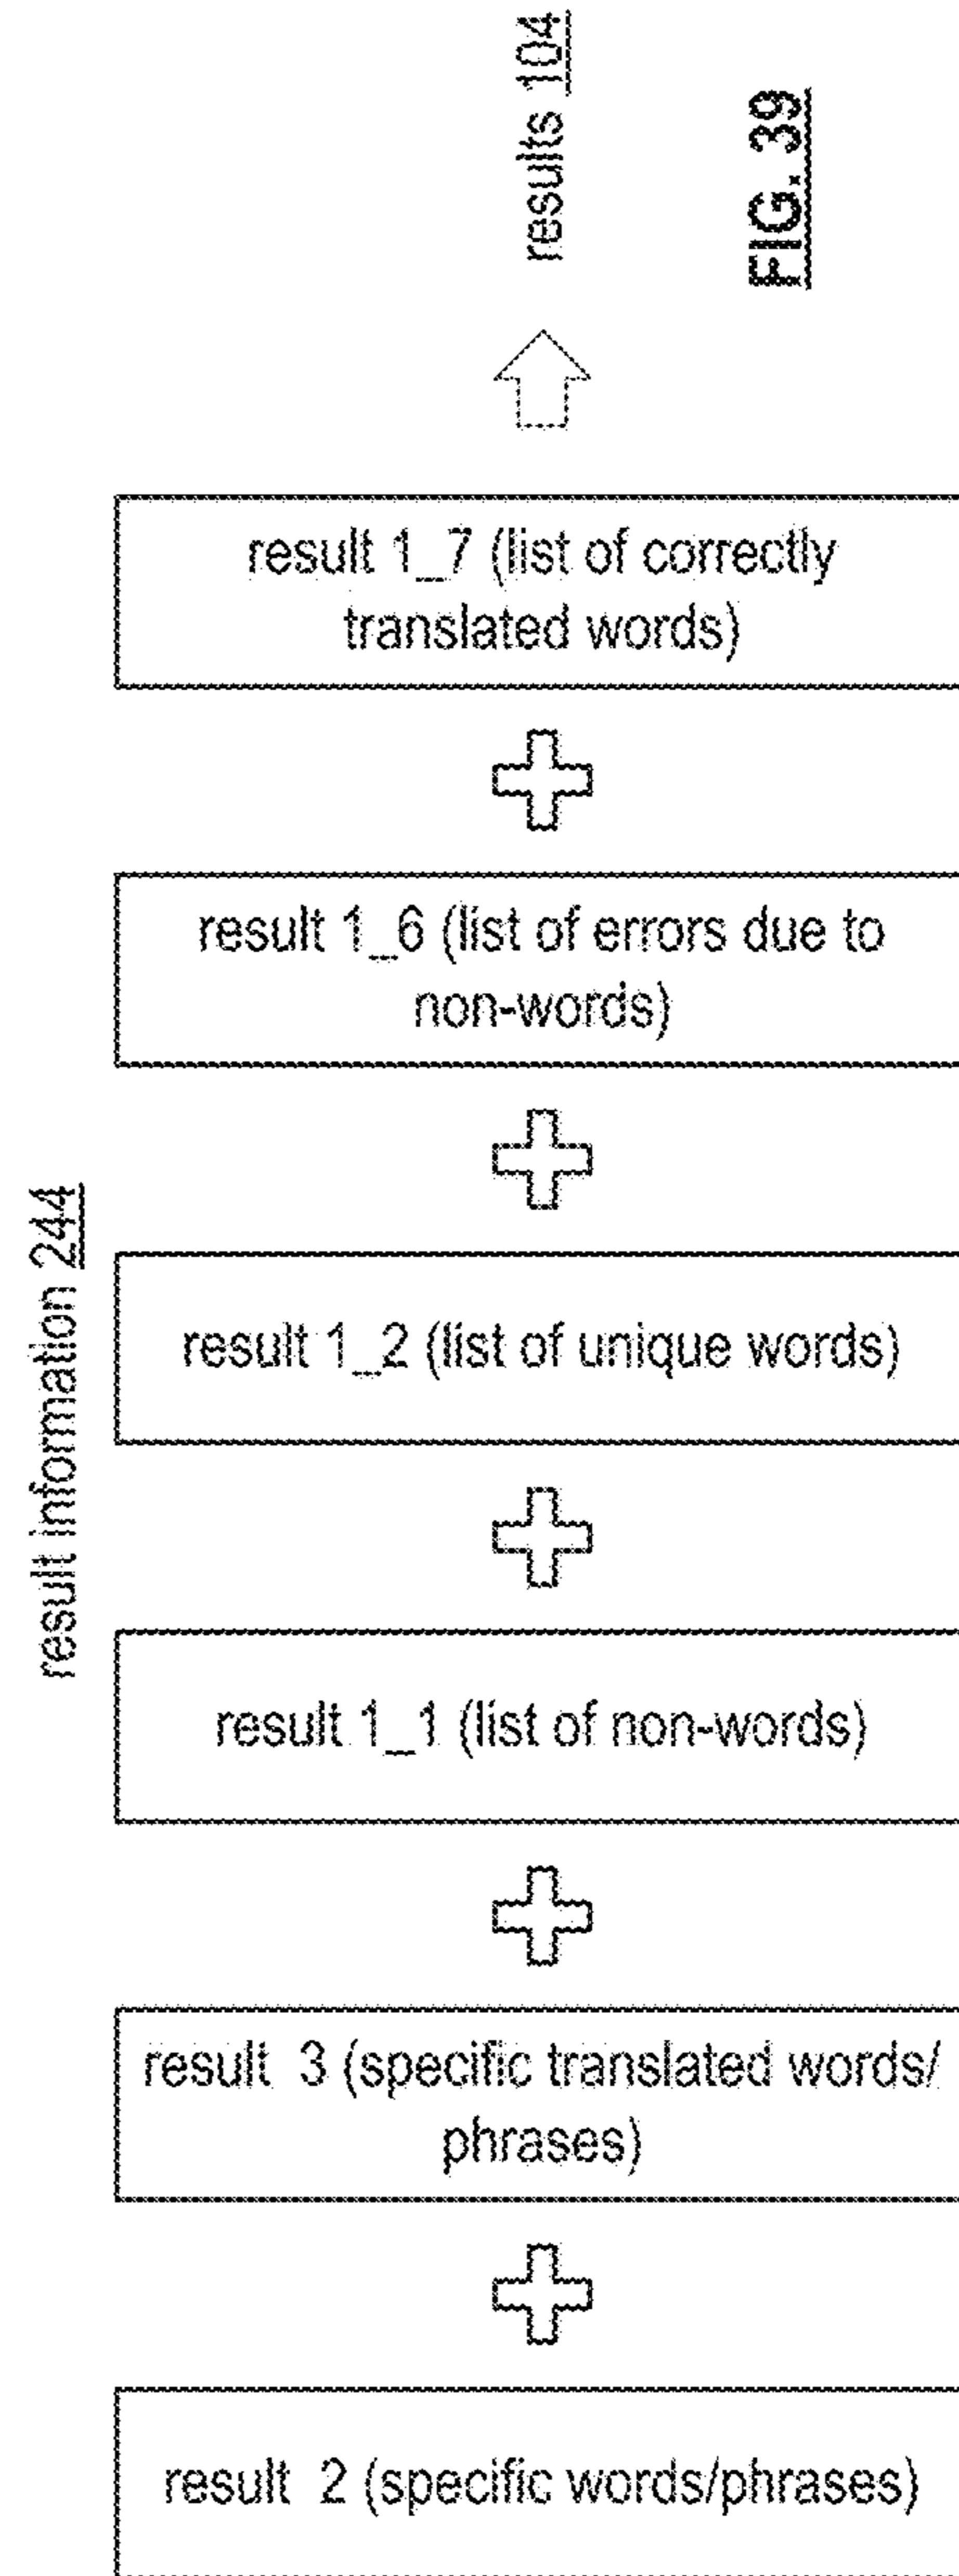 results 104
FIG. 39
result 1_7 (list of correctly
translated words)
result 1_6 (list of errors due to
non-words)
result information 244
result 1_2 (list of unique words)
result 1_1 (list of non-words)
result 3 (specific translated words/
phrases)
result 2 (specific words/phrases)